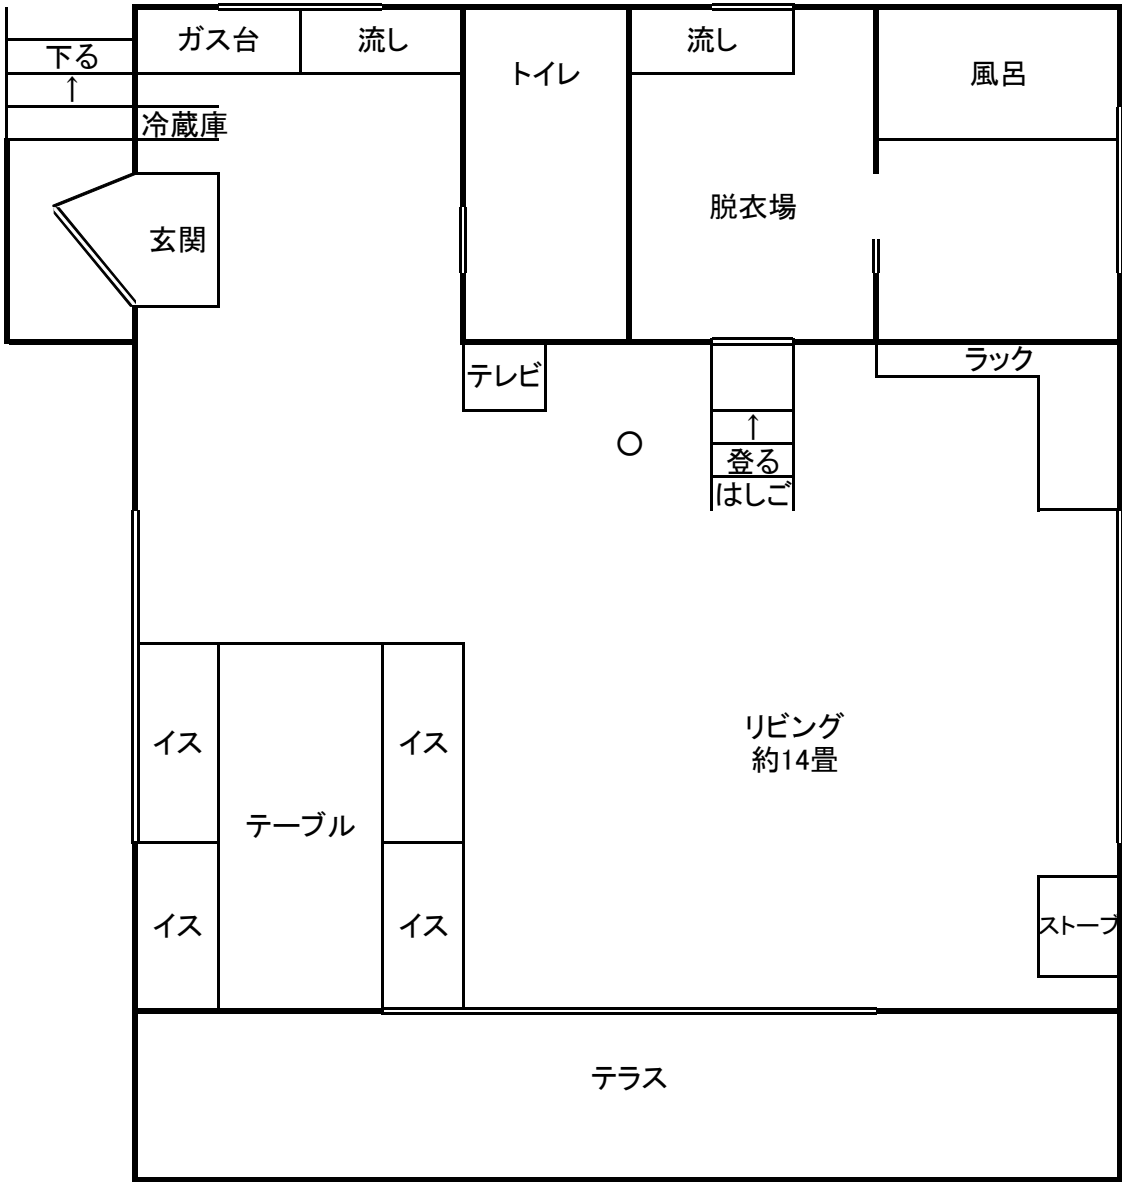 ガス台
流し
流し
下る
↑
トイレ
風呂
冷蔵庫
脱衣場
玄関
ラック
テレビ
↑
登る
はしご
リビング
約14畳
イス
イス
テーブル
イス
イス
ストーブ
テラス